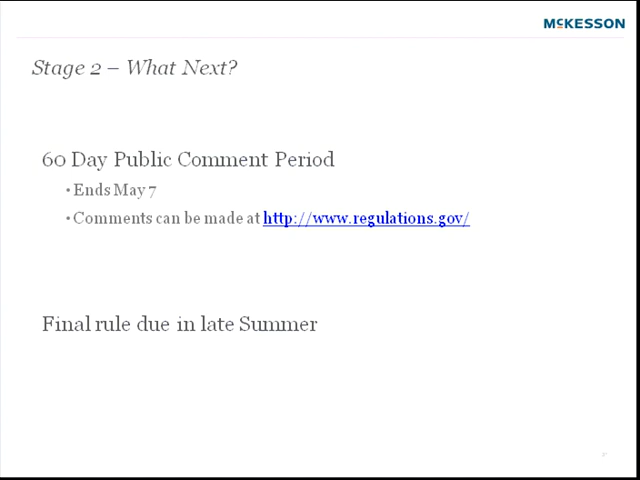 McKESSON
Stage 2 – What Next?
60 Day Public Comment Period
• Ends May 7
• Comments can be made at http://www.regulations.gov/
Final rule due in late Summer